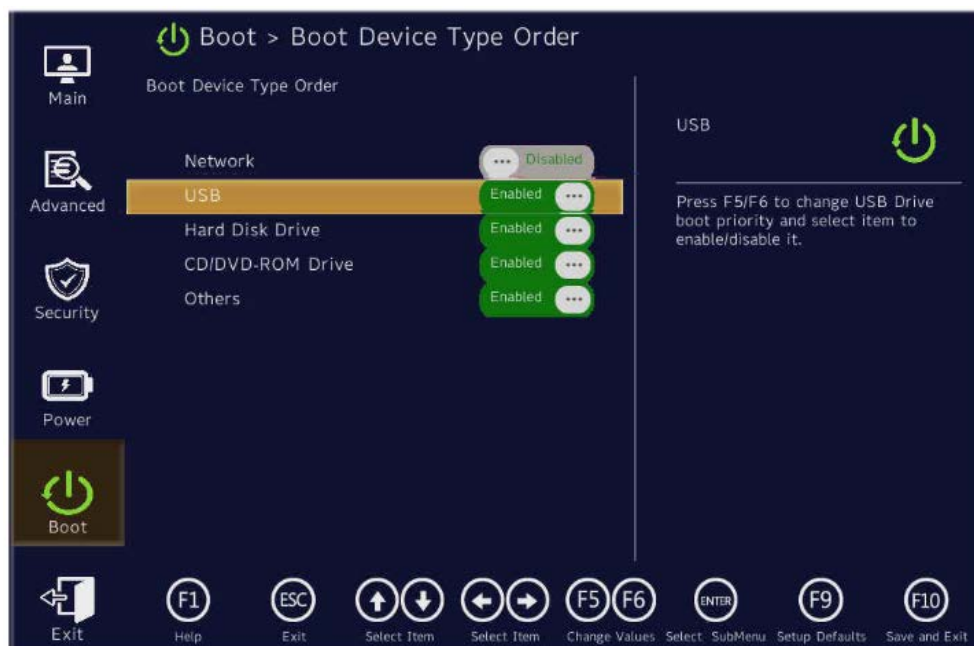 Boot > Boot Device Type Order
Main
Boot Device Type Order
USB
Network
Disabled
Advanced
USB
Enabled
Press F5/F6 to change USB Drive
boot priority and select item to
enable/disable it.
Hard Disk Drive
Enabled
CD/DVD-ROM Drive
Enabled
Others
Enabled
Security
Power
Boot
Exit
F1
Help
ESC
Exit
Select Item
Select Item
F5 F6
Change Values
ENTER
Select SubMenu
F9
Setup Defaults
F10
Save and Exit